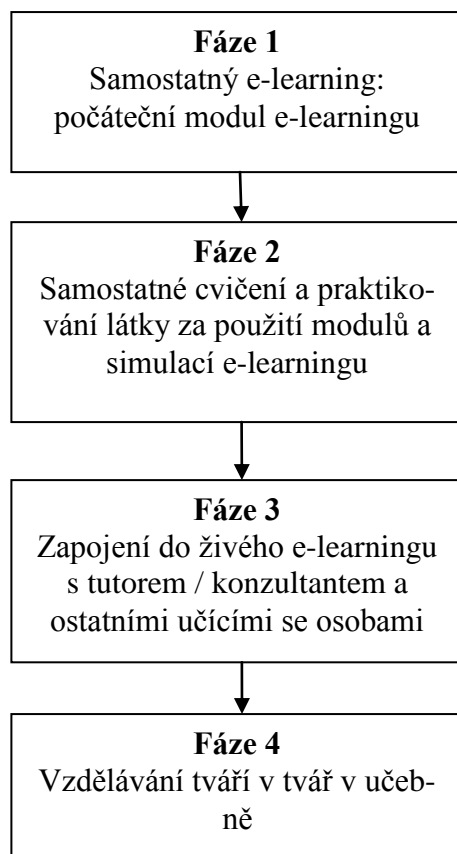 Fáze 1
Samostatný e-learning:
počáteční modul e-learningu
Fáze 2
Samostatné cvičení a praktiko-
vání látky za použití modulů a
simulací e-learningu
Fáze 3
Zapojení do živého e-learningu
s tutorem / konzultantem a
ostatními učícími se osobami
Fáze 4
Vzdělávání tváří v tvář v učeb-
ně